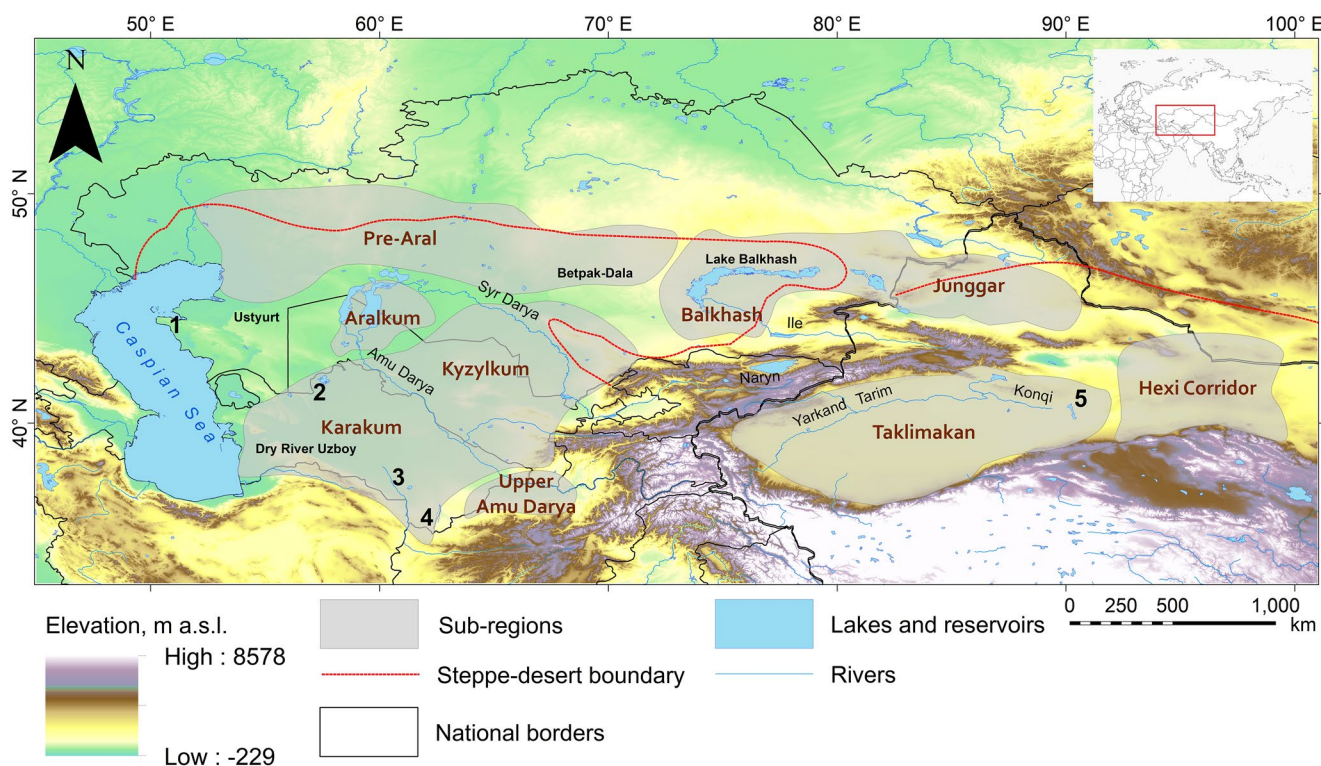 50° E
60° E
70° E
80° E
90° E
100° E
N
50° N
40° N
Pre-Aral
Betpak-Dala
Lake Balkhash
Balkhash
Junggar
Syr Darya
Ustyurt
Aralkum
Ile
1
Caspian Sea
Amu Darya
Kyzylkum
Naryn
Hexi Corridor
2
Yarkand
Tarim
Konqi
5
Karakum
Taklimakan
Dry River Uzboy
3
Upper
Amu Darya
4
Elevation, m a.s.l.
High : 8578
Low : -229
Sub-regions
Steppe-desert boundary
National borders
Lakes and reservoirs
Rivers
0 250 500 1,000
km